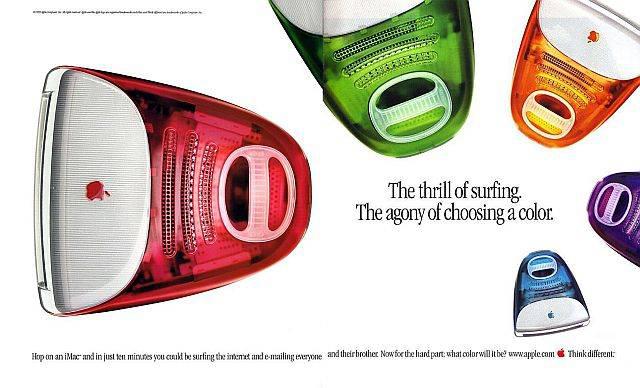 The thrill of surfing.
The agony of choosing a color.
Hop on an iMac and in just ten minutes you could be surfing the internet and e-mailing everyone and their brother. Now for the hard part: what color will it be? www.apple.com Think different.